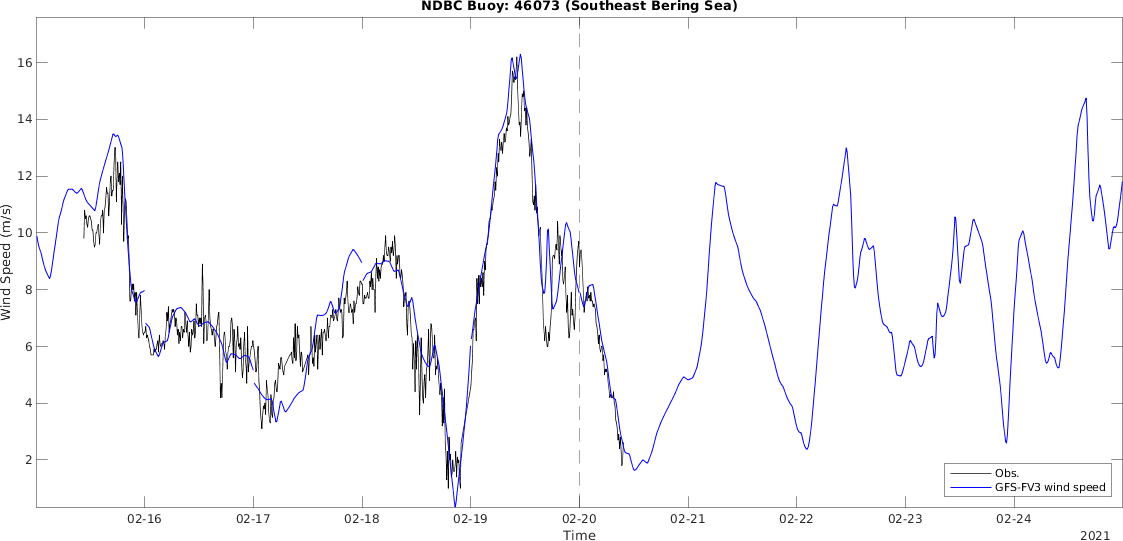 NDBC Buoy: 46073 (Southeast Bering Sea)
Wind Speed (m/s)
16
14
12
10
8
6
4
2
02-16 02-17 02-18 02-19 02-20 02-21 02-22 02-23 02-24
Time
2021
Obs.
GFS-FV3 wind speed